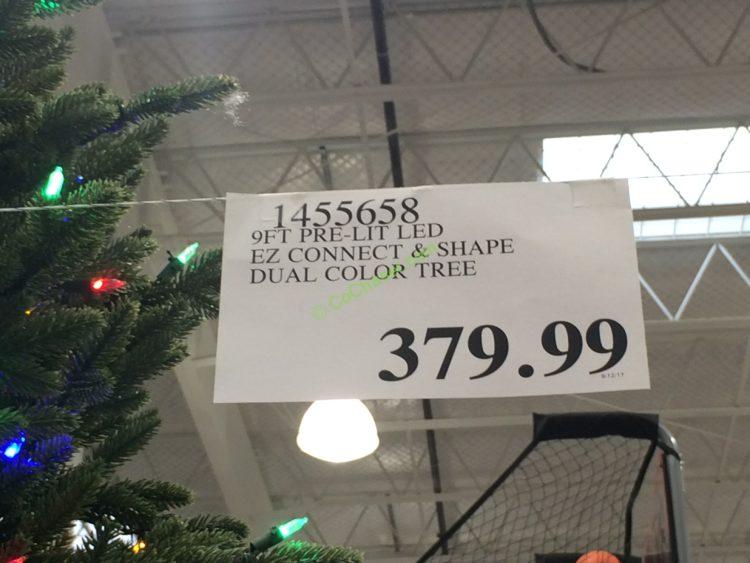 1455658
9FT PRE-LIT LED
EZ CONNECT & SHAPE
DUAL COLOR TREE
379.99